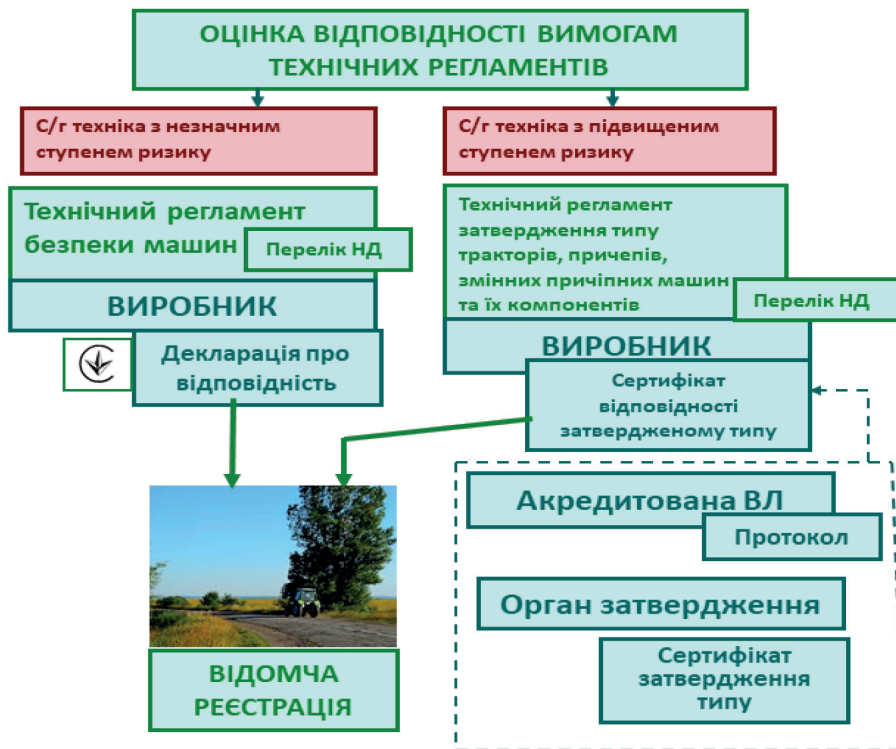 ОЦІНКА ВІДПОВІДНОСТІ ВИМОГАМ
ТЕХНІЧНИХ РЕГЛАМЕНТІВ
С/г техніка з незначним
ступенем ризику
С/г техніка з підвищеним
ступенем ризику
Технічний регламент
безпеки машин
Перелік НД
Технічний регламент
затвердження типу
тракторів, причепів,
змінних причіпних машин
та їх компонентів
Перелік НД
ВИРОБНИК
ВИРОБНИК
Декларація про
відповідність
Сертифікат
відповідності
затвердженому типу
Акредитована ВЛ
Протокол
Орган затвердження
Сертифікат
затвердження
типу
ВІДОМЧА
РЕЄСТРАЦІЯ